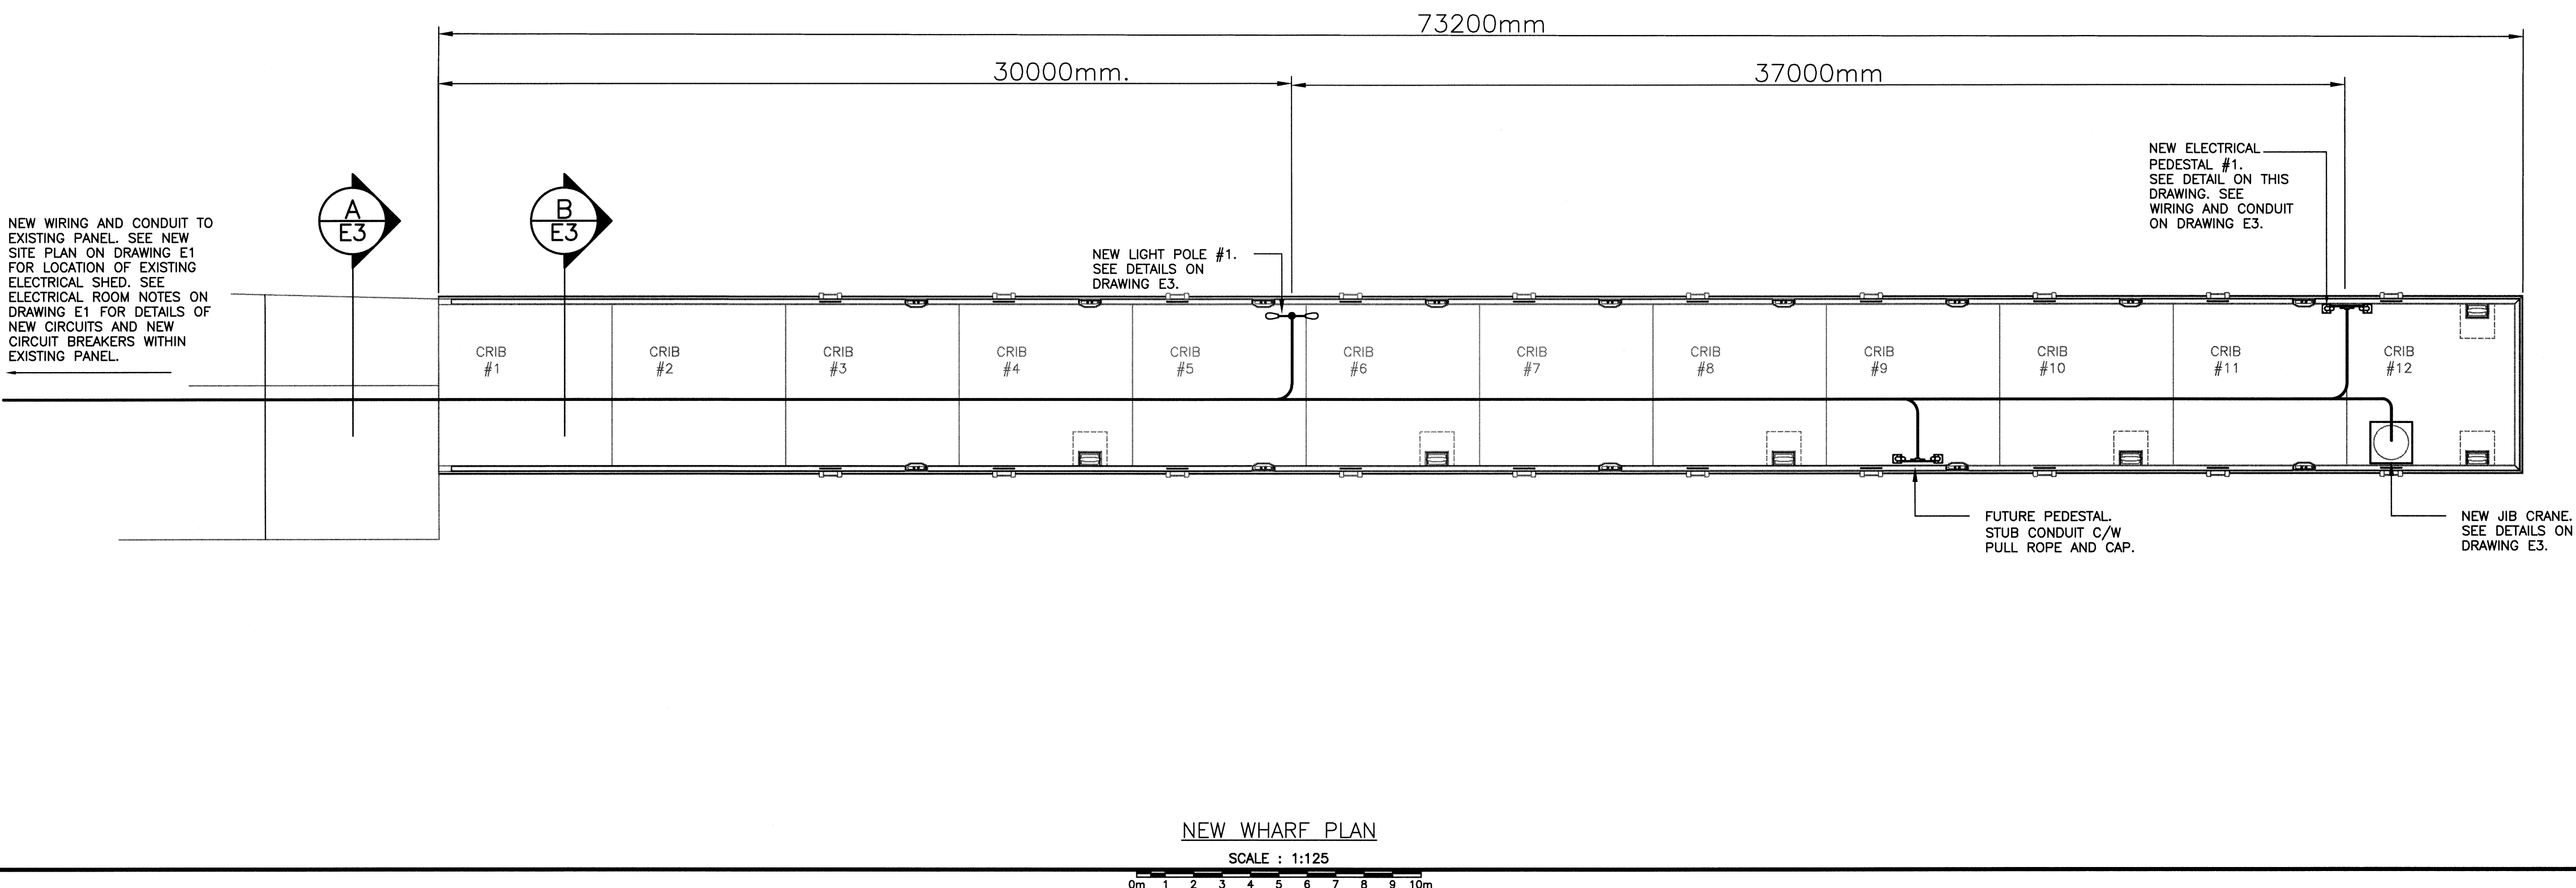 73200mm
30000mm.
37000mm
NEW ELECTRICAL
PEDESTAL #1.
SEE DETAIL ON THIS
DRAWING. SEE
WIRING AND CONDUIT
ON DRAWING E3.
A
E3
B
E3
NEW WIRING AND CONDUIT TO
EXISTING PANEL. SEE NEW
SITE PLAN ON DRAWING E1
FOR LOCATION OF EXISTING
ELECTRICAL SHED. SEE
ELECTRICAL ROOM NOTES ON
DRAWING E1 FOR DETAILS OF
NEW CIRCUITS AND NEW
CIRCUIT BREAKERS WITHIN
EXISTING PANEL.
NEW LIGHT POLE #1.
SEE DETAILS ON
DRAWING E3.
CRIB
#1
CRIB
#2
CRIB
#3
CRIB
#4
CRIB
#5
CRIB
#6
CRIB
#7
CRIB
#8
CRIB
#9
CRIB
#10
CRIB
#11
CRIB
#12
FUTURE PEDESTAL.
STUB CONDUIT C/W
PULL ROPE AND CAP.
NEW JIB CRANE.
SEE DETAILS ON
DRAWING E3.
NEW WHARF PLAN
SCALE : 1:125
0m 1 2 3 4 5 6 7 8 9 10m